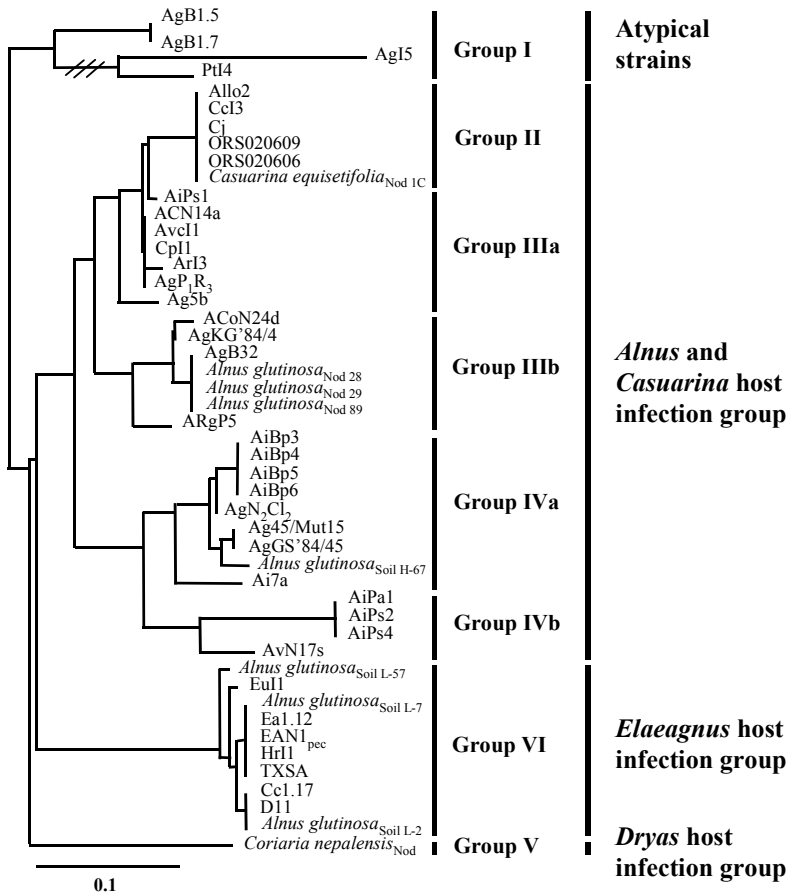 AgB1.5
AgB1.7
AgI5
PtI4
Group I
Atypical
strains
Allo2
CcI3
Cj
ORS020609
ORS020606
Casuarina equisetifolia Nod 1C
Group II
AiPs1
ACN14a
AvcI1
CpI1
ArI3
AgP1R3
Ag5b
Group IIIa
ACoN24d
AgKG'84/4
AgB32
Alnus glutinosa Nod 28
Alnus glutinosa Nod 29
Alnus glutinosa Nod 89
ARgP5
Group IIIb
Alnus and
Casuarina host
infection group
AiBp3
AiBp4
AiBp5
AiBp6
AgN2Cl2
Ag45/Mut15
AgGS'84/45
Alnus glutinosa Soil H-67
Ai7a
Group IVa
AiPa1
AiPs2
AiPs4
AvN17s
Group IVb
Alnus glutinosa Soil L-57
EuI1
Alnus glutinosa Soil L-7
Ea1.12
EAN1pec
HrI1
TXSA
Cc1.17
D11
Alnus glutinosa Soil L-2
Group VI
Elaeagnus host
infection group
Coriaria nepalensis Nod
Group V
Dryas host
infection group
0.1